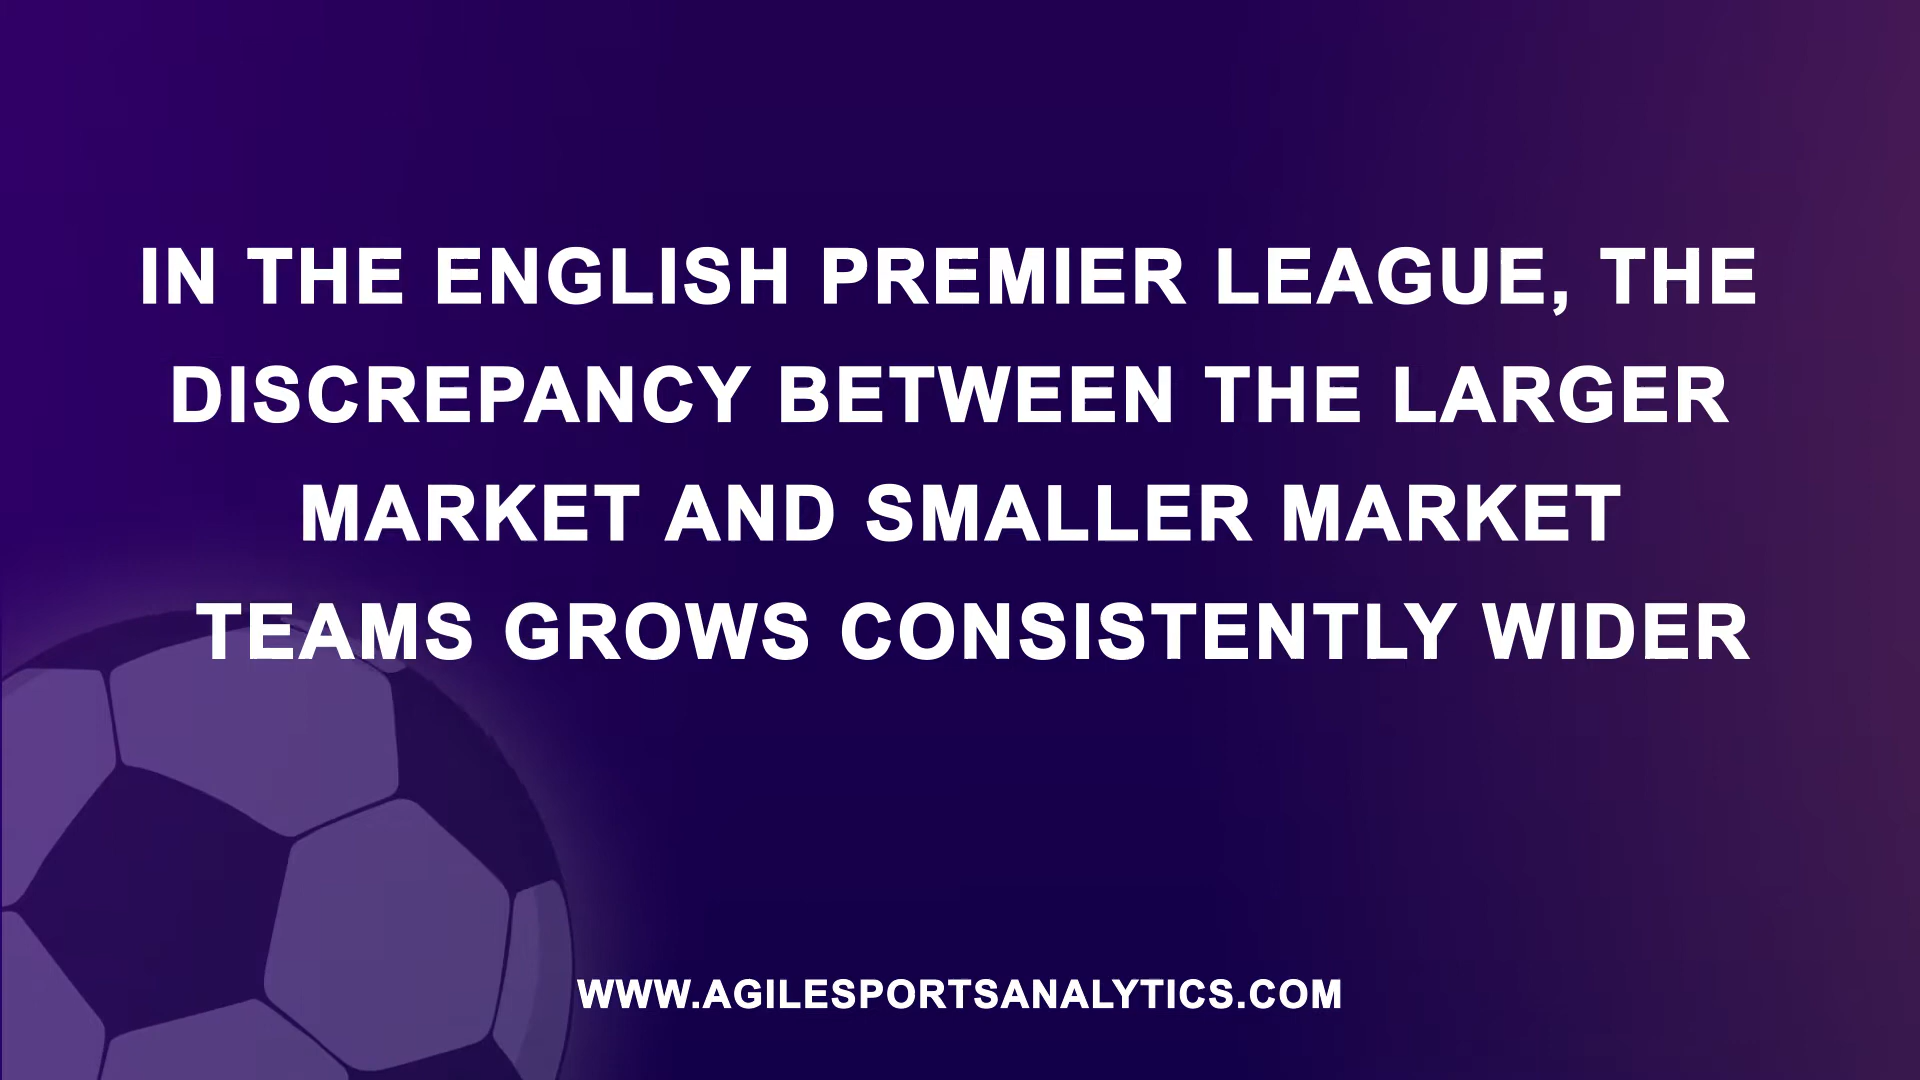 IN THE ENGLISH PREMIER LEAGUE, THE
DISCREPANCY BETWEEN THE LARGER
MARKET AND SMALLER MARKET
TEAMS GROWS CONSISTENTLY WIDER
WWW.AGILESPORTSANALYTICS.COM